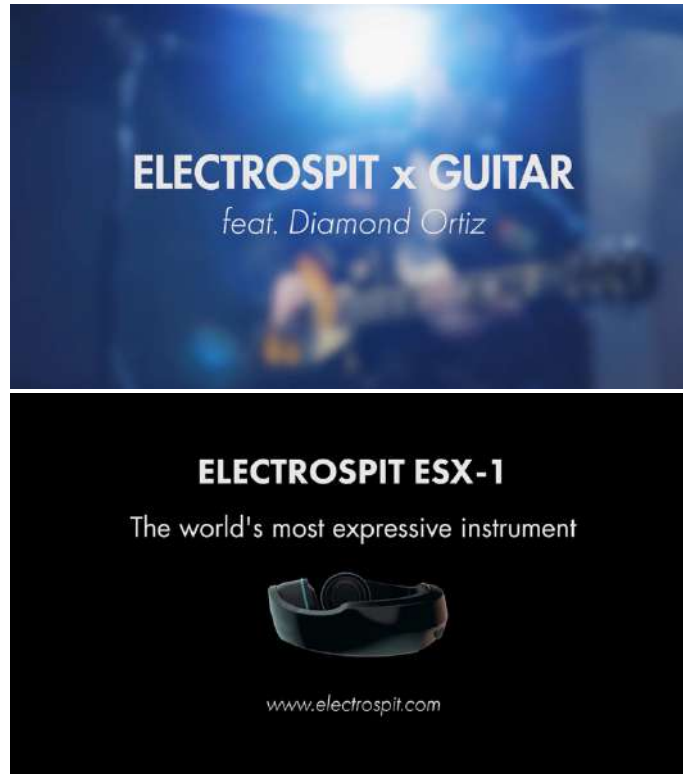 ELECTROSPIT x GUITAR
feat. Diamond Ortiz
ELECTROSPIT ESX-1
The world's most expressive instrument
www.electrospit.com